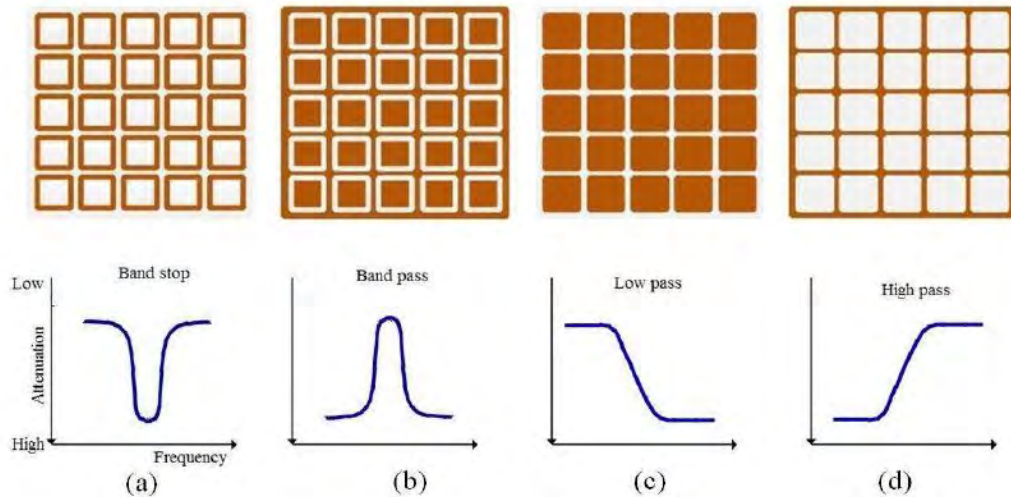 Band stop
Band pass
Low pass
High pass
Low
Attenuation
High
Frequency
(a)
(b)
(c)
(d)